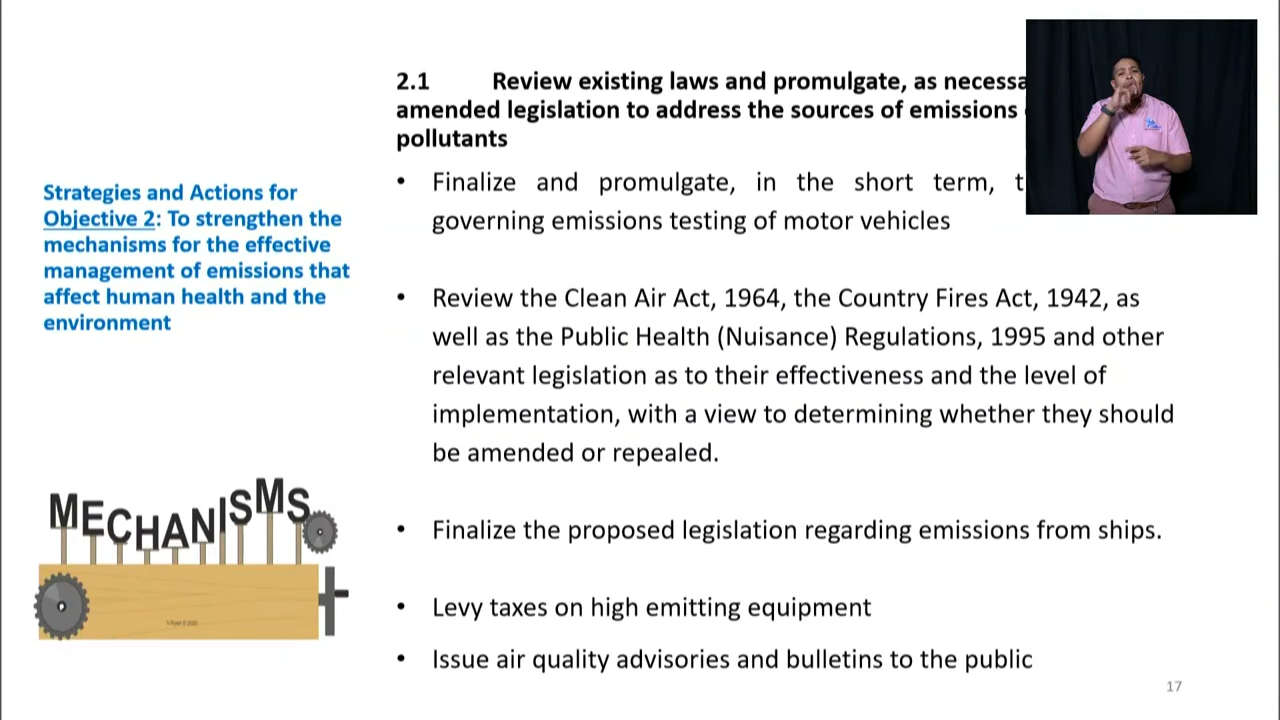 2.1 Review existing laws and promulgate, as necessa
amended legislation to address the sources of emissions
pollutants
• Finalize and promulgate, in the short term, t
governing emissions testing of motor vehicles
Strategies and Actions for
Objective 2: To strengthen the
mechanisms for the effective
management of emissions that
affect human health and the
environment
• Review the Clean Air Act, 1964, the Country Fires Act, 1942, as
well as the Public Health (Nuisance) Regulations, 1995 and other
relevant legislation as to their effectiveness and the level of
implementation, with a view to determining whether they should
be amended or repealed.
MECHANISMS
• Finalize the proposed legislation regarding emissions from ships.
• Levy taxes on high emitting equipment
• Issue air quality advisories and bulletins to the public
17